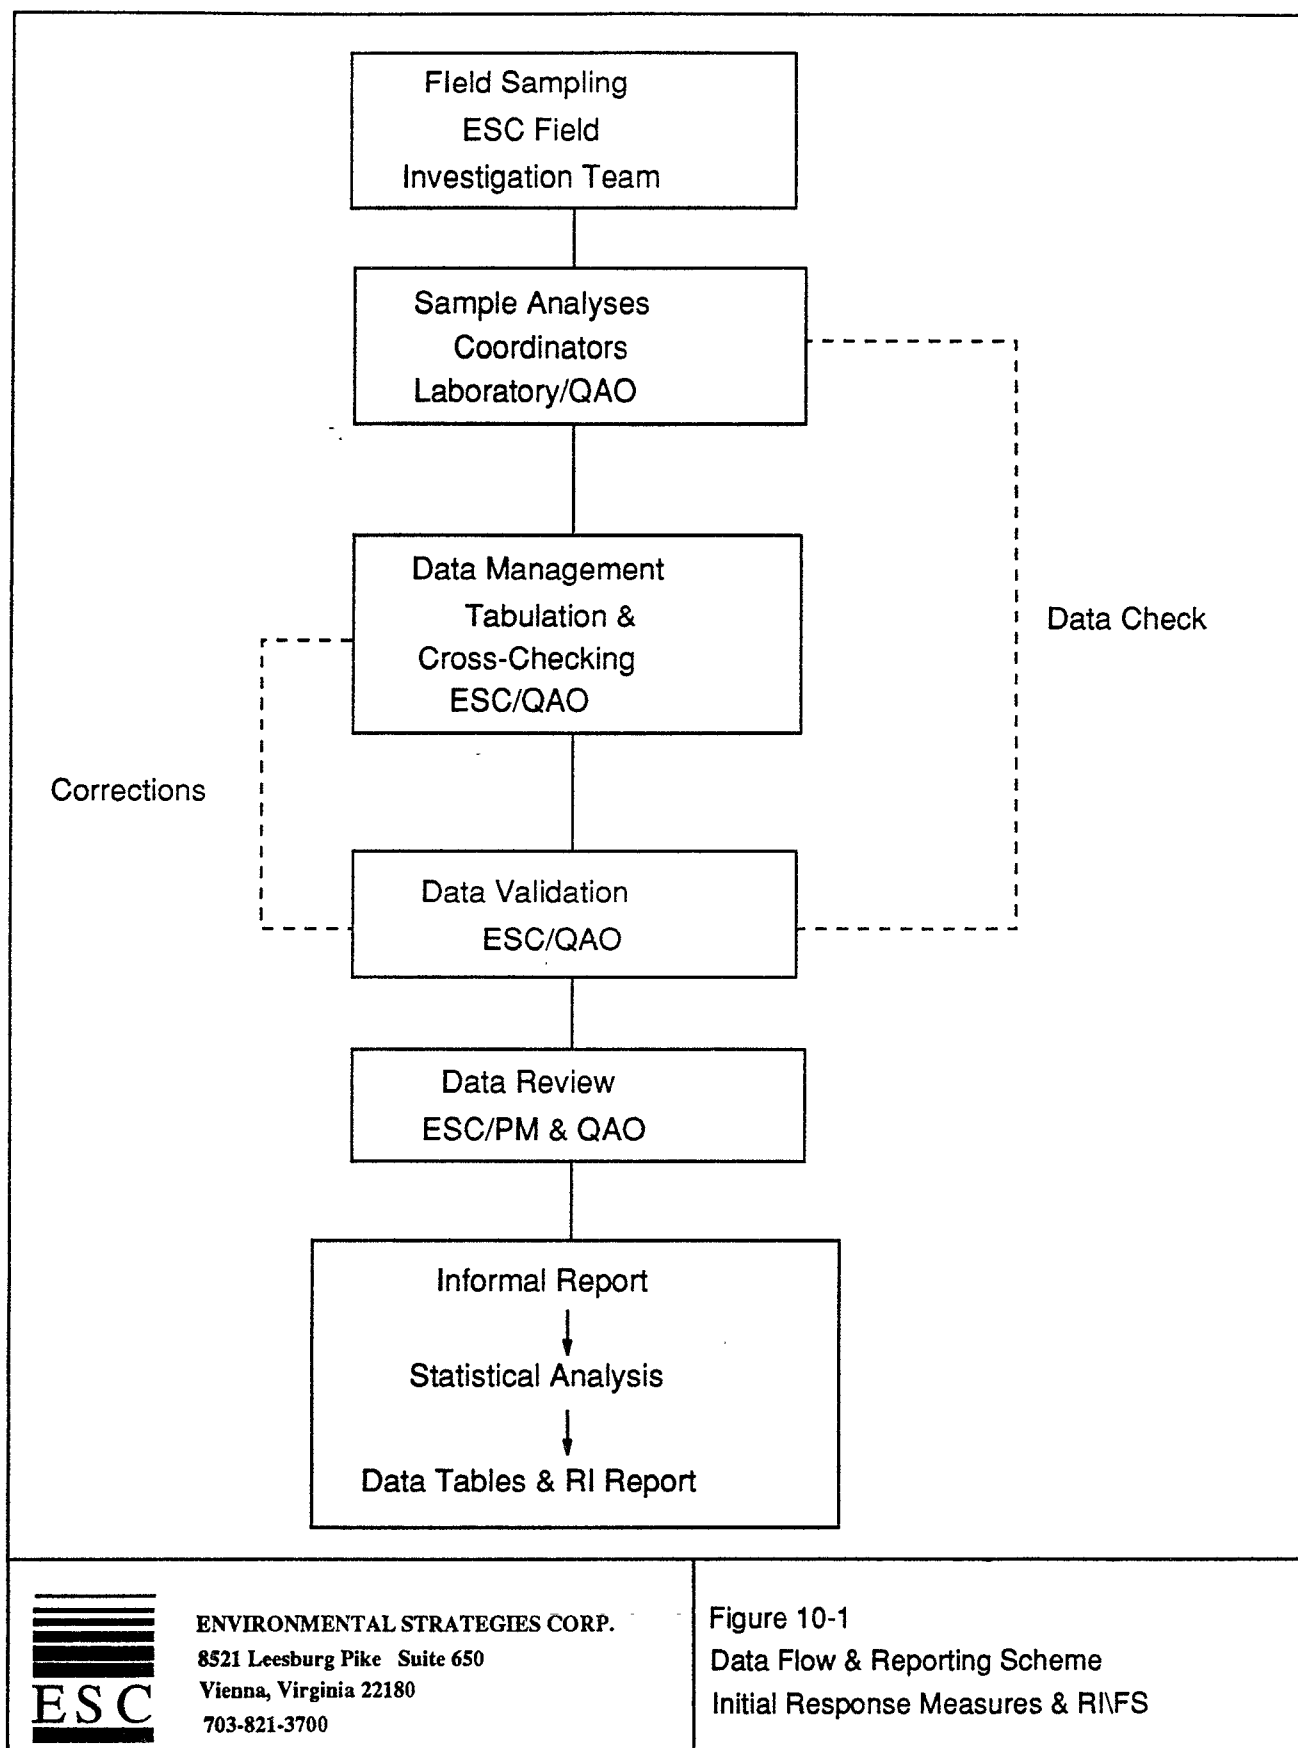 FIeld Sampling
ESC Field
Investigation Team
Sample Analyses
Coordinators
Laboratory/QAO
Data Management
Tabulation &
Cross-Checking
ESC/QAO
Data Check
Corrections
Data Validation
ESC/QAO
Data Review
ESC/PM & QAO
Informal Report
Statistical Analysis
Data Tables & RI Report
ESC
ENVIRONMENTAL STRATEGIES CORP.
8521 Leesburg Pike Suite 650
Vienna, Virginia 22180
703-821-3700
Figure 10-1
Data Flow & Reporting Scheme
Initial Response Measures & RI\FS